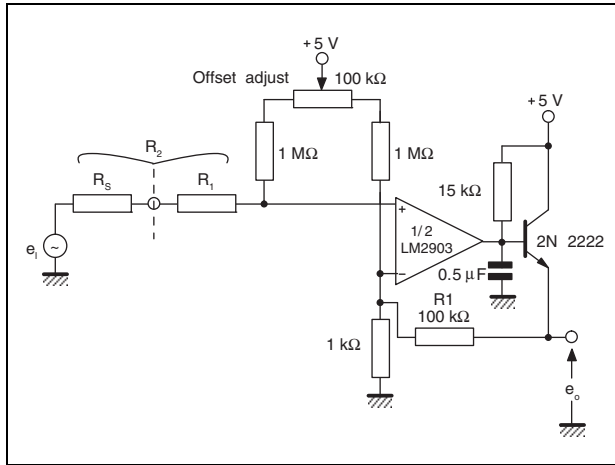 +5 V
Offset adjust 100 kΩ
+5 V
R2
1 MΩ
1 MΩ
RS
R1
15 kΩ
+
1/2
LM2903
2N 2222
eI
~
−
0.5 μF
R1
100 kΩ
1 kΩ
eo